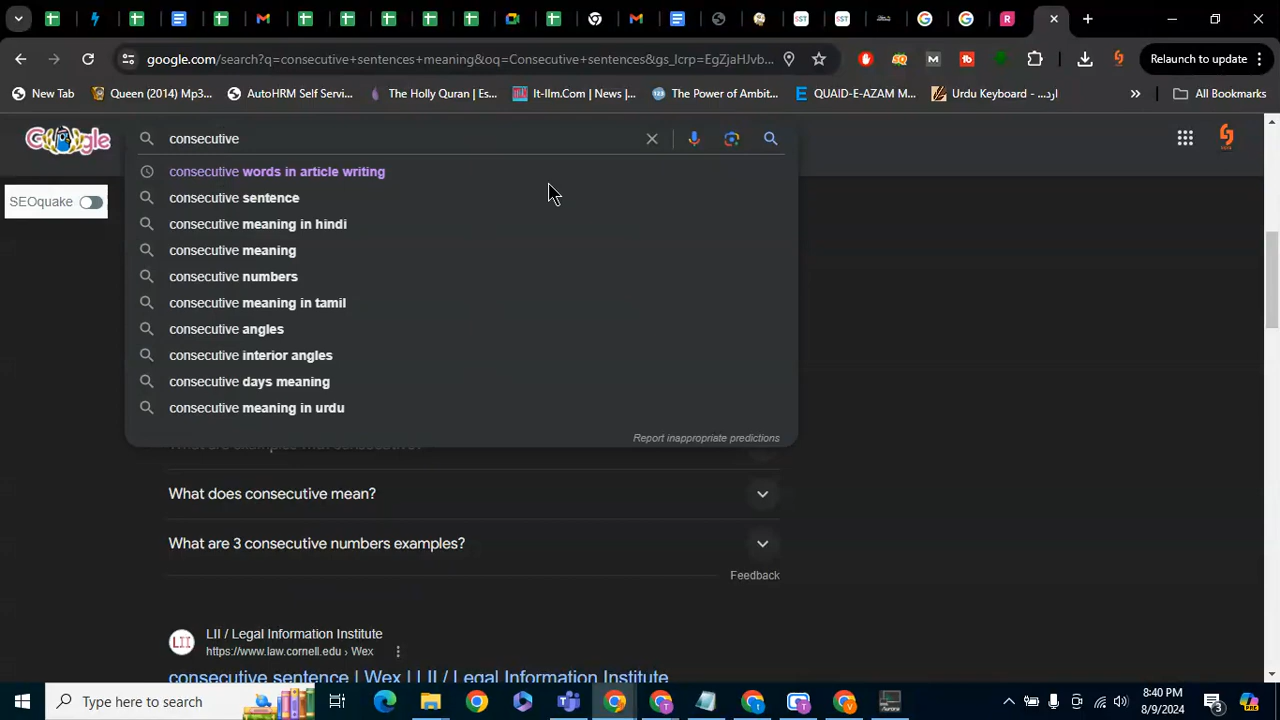 google.com/search?q=consecutive+sentences+meaning&oq=Consecutive+sentences&gs_lcrp=EgZjaHJvb...
Relaunch to update
New Tab
Queen (2014) Mp3...
AutoHRM Self Servi...
The Holly Quran | Es...
It-Ilm.Com | News |...
The Power of Ambit...
QUAID-E-AZAM M...
Urdu Keyboard - اردو...
»
All Bookmarks
Google
consecutive
SEOquake
consecutive words in article writing
consecutive sentence
consecutive meaning in hindi
consecutive meaning
consecutive numbers
consecutive meaning in tamil
consecutive angles
consecutive interior angles
consecutive days meaning
consecutive meaning in urdu
Report inappropriate predictions
What does consecutive mean?
What are 3 consecutive numbers examples?
Feedback
LII
LII / Legal Information Institute
https://www.law.cornell.edu › Wex
consecutive sentence | Wex | LII / Legal Information Institute
Type here to search
8:40 PM
8/9/2024
3